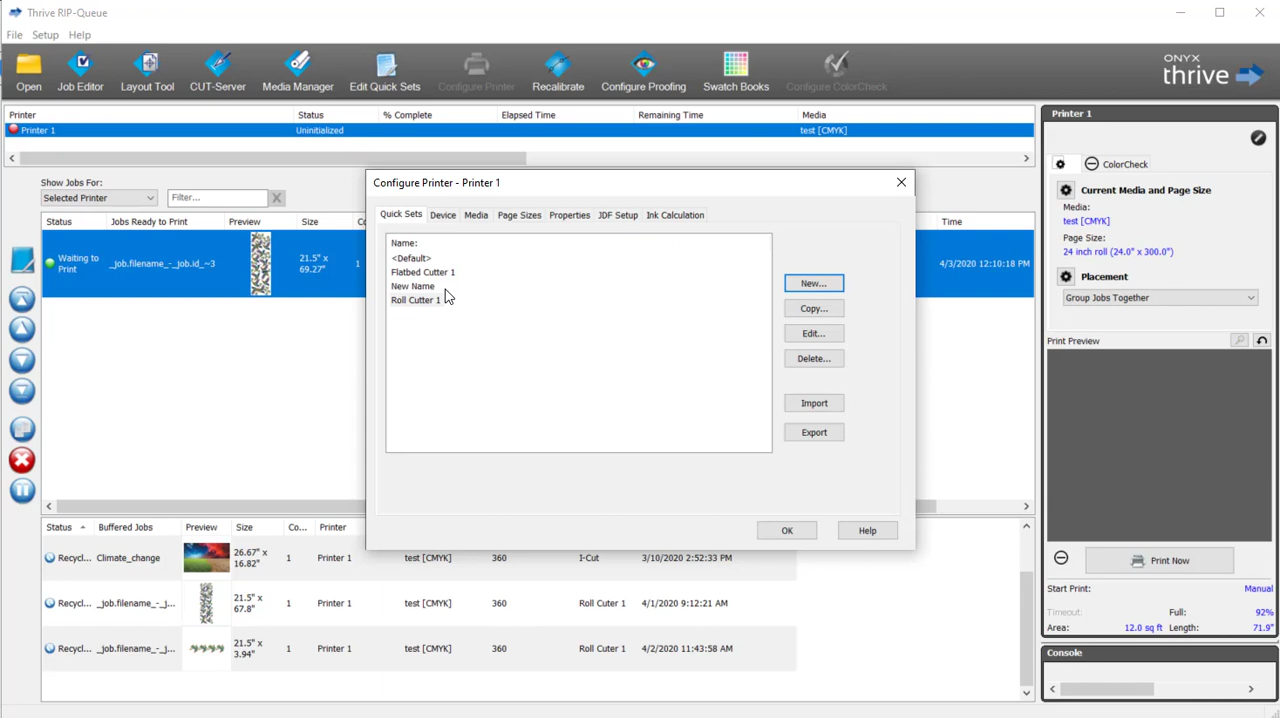 Thrive RIP-Queue
File Setup Help
Open Job Editor Layout Tool CUT-Server Media Manager Edit Quick Sets Configure Printer Recalibrate Configure Proofing Swatch Books Configure ColorCheck
ONYX
thrive
Printer Status % Complete Elapsed Time Remaining Time Media
Printer 1 Uninitialized test [CMYK]
Show Jobs For:
Selected Printer Filter...
Status Jobs Ready to Print Preview Size Time
Waiting to Print _job.filename_-_job.id_~3 21.5" x 69.27" 1 4/3/2020 12:10:18 PM
Configure Printer - Printer 1
Quick Sets Device Media Page Sizes Properties JDF Setup Ink Calculation
Name:
<Default>
Flatbed Cutter 1
New Name
Roll Cutter 1
New...
Copy...
Edit...
Delete...
Import
Export
OK Help
Status Buffered Jobs Preview Size Co... Printer
Recycl... Climate_change 26.67" x 16.82" 1 Printer 1 test [CMYK] 360 I-Cut 3/10/2020 2:52:33 PM
Recycl... _job.filename_-_j... 21.5" x 67.8" 1 Printer 1 test [CMYK] 360 Roll Cuter 1 4/1/2020 9:12:21 AM
Recycl... _job.filename_-_j... 21.5" x 3.94" 1 Printer 1 test [CMYK] 360 Roll Cuter 1 4/2/2020 11:43:58 AM
Printer 1
ColorCheck
Current Media and Page Size
Media:
test [CMYK]
Page Size:
24 inch roll (24.0" x 300.0")
Placement
Group Jobs Together
Print Preview
Print Now
Start Print: Manual
Timeout: Full: 92%
Area: 12.0 sq ft Length: 71.9"
Console